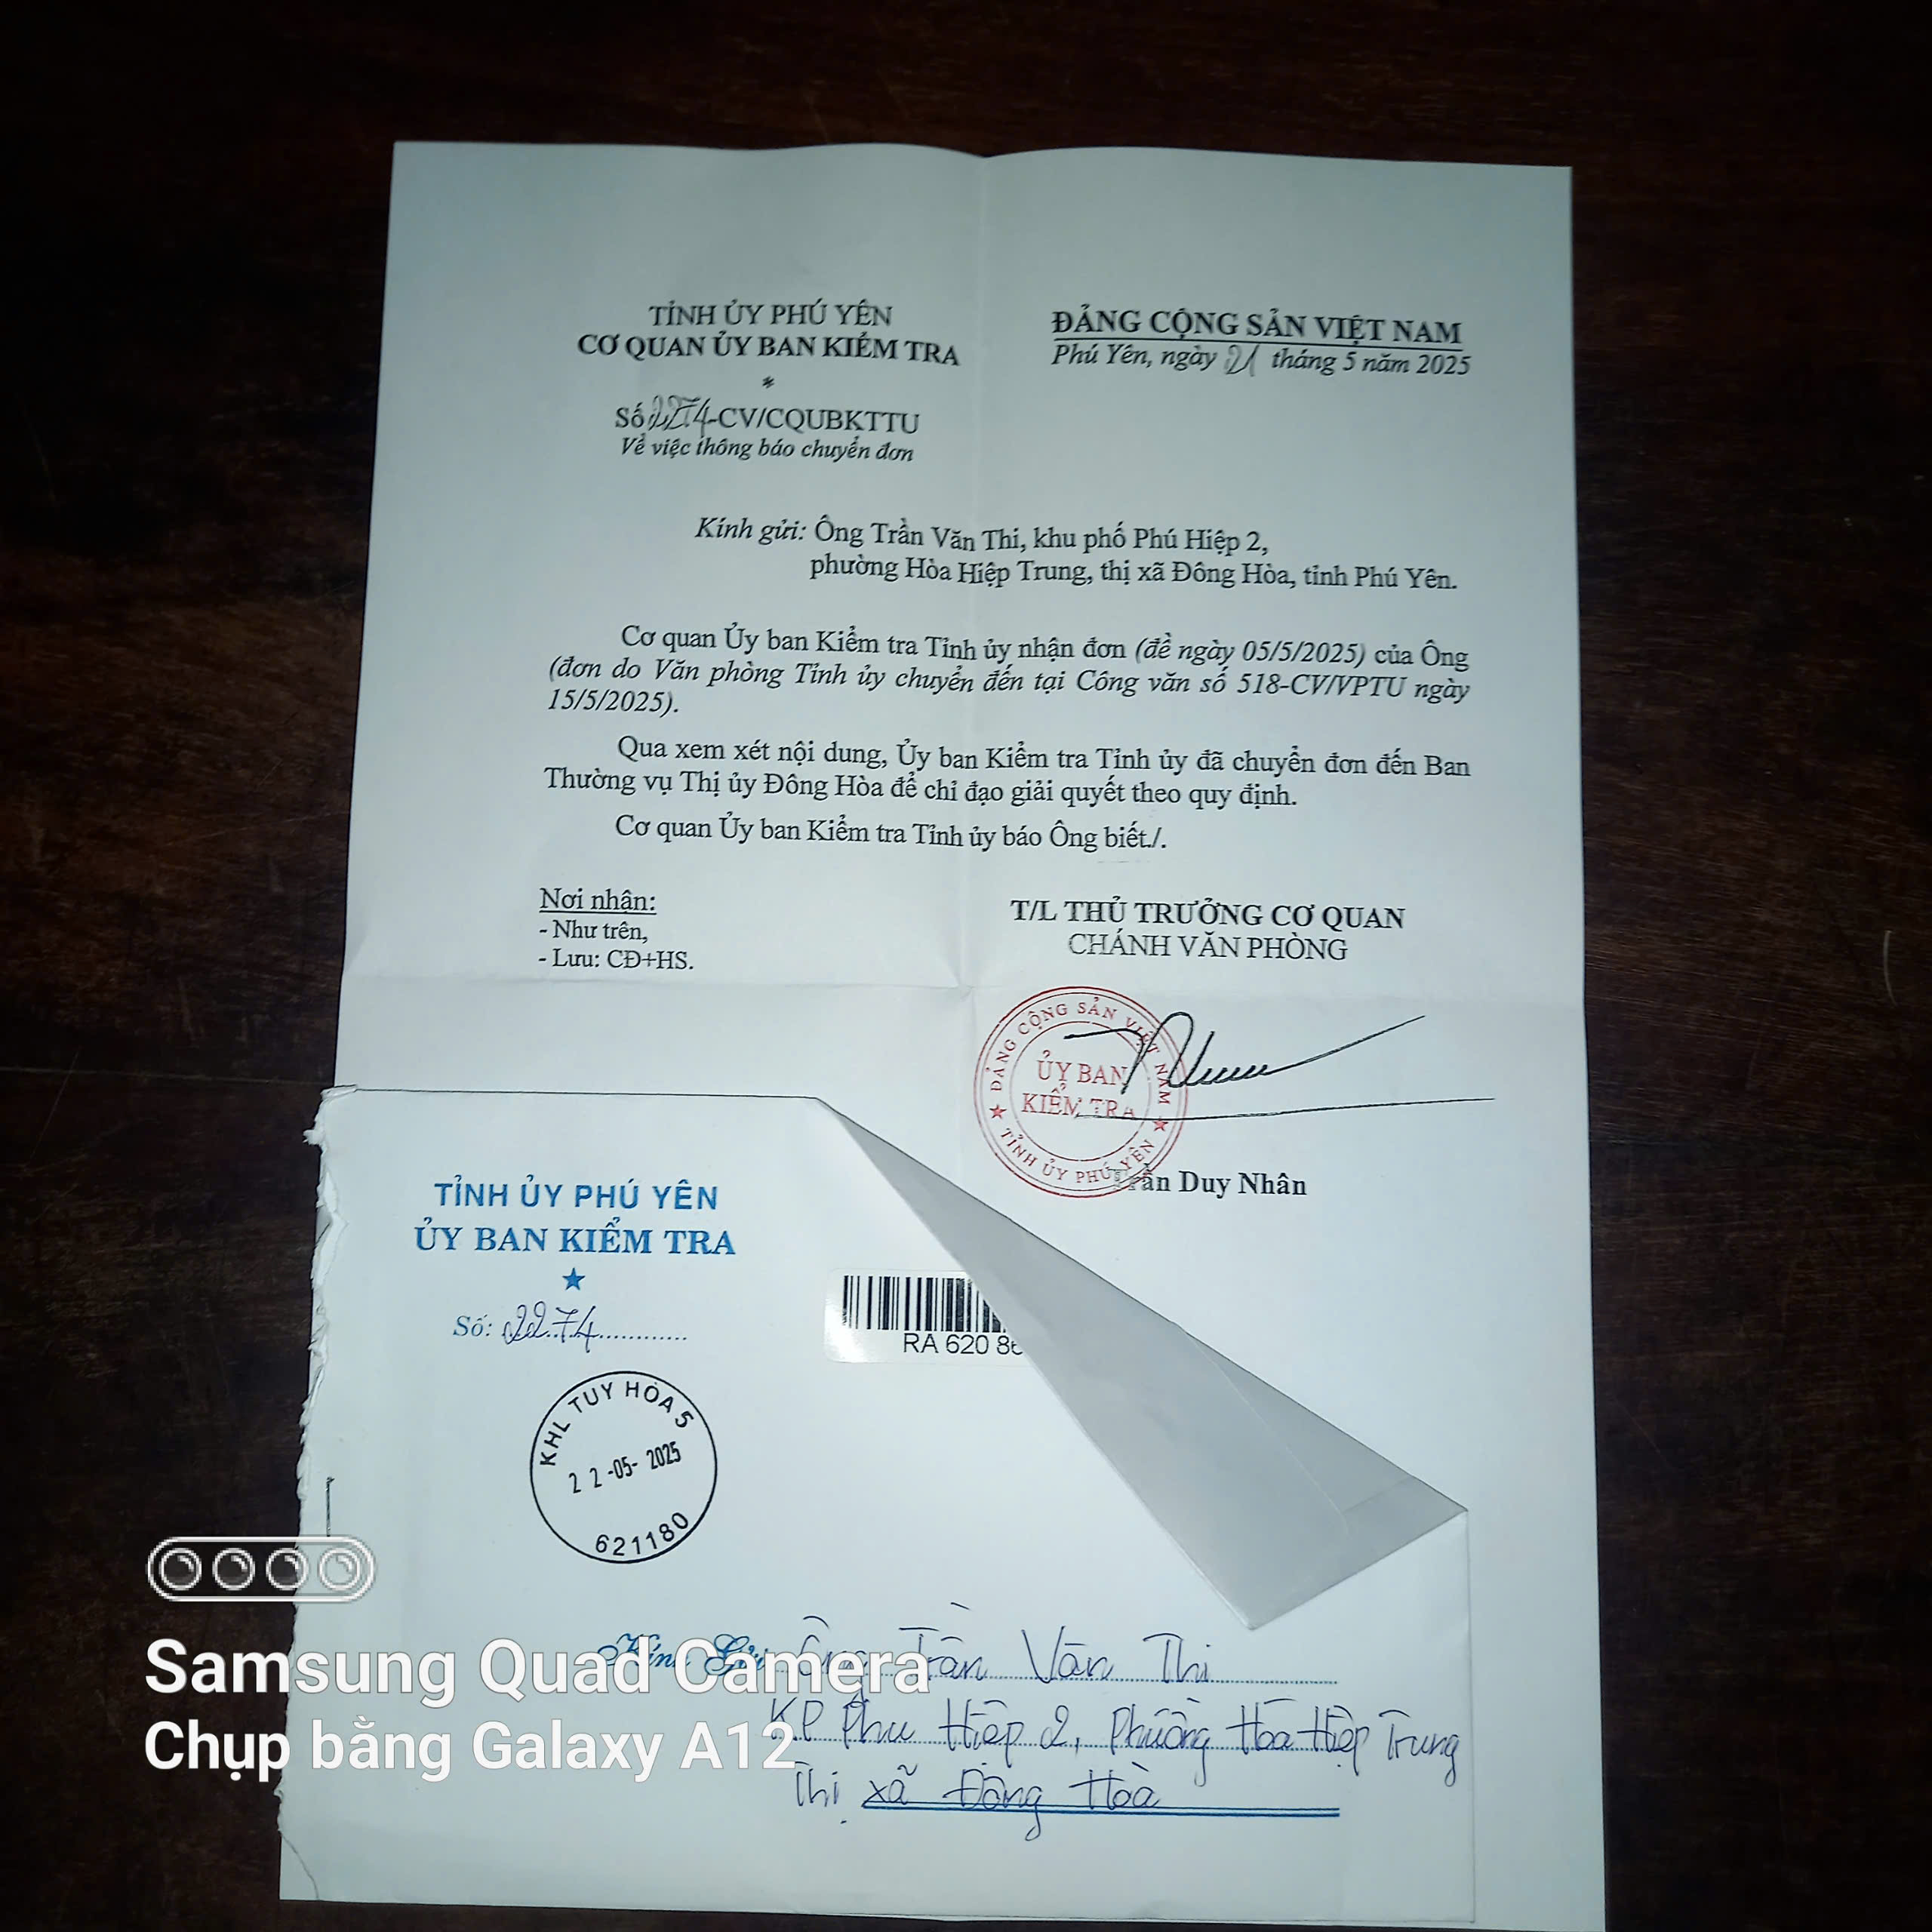 TỈNH ỦY PHÚ YÊN
CƠ QUAN ỦY BAN KIỂM TRA
*
Số 2274-CV/CQUBKTTU
Về việc thông báo chuyển đơn
ĐẢNG CỘNG SẢN VIỆT NAM
Phú Yên, ngày 21 tháng 5 năm 2025
Kính gửi: Ông Trần Văn Thi, khu phố Phú Hiệp 2,
phường Hòa Hiệp Trung, thị xã Đông Hòa, tỉnh Phú Yên.
Cơ quan Ủy ban Kiểm tra Tỉnh ủy nhận đơn (đề ngày 05/5/2025) của Ông
(đơn do Văn phòng Tỉnh ủy chuyển đến tại Công văn số 518-CV/VPTU ngày
15/5/2025).
Qua xem xét nội dung, Ủy ban Kiểm tra Tỉnh ủy đã chuyển đơn đến Ban
Thường vụ Thị ủy Đông Hòa để chỉ đạo giải quyết theo quy định.
Cơ quan Ủy ban Kiểm tra Tỉnh ủy báo Ông biết./.
Nơi nhận:
- Như trên,
- Lưu: CĐ+HS.
T/L THỦ TRƯỞNG CƠ QUAN
CHÁNH VĂN PHÒNG
ĐẢNG CỘNG SẢN VIỆT NAM
ỦY BAN
KIỂM TRA
TỈNH ỦY PHÚ YÊN
Trần Duy Nhân
TỈNH ỦY PHÚ YÊN
ỦY BAN KIỂM TRA
Số: 2274
RA 620 86
KHL TUY HÒA 5
22-05-2025
621180
Kính Gửi Ông Trần Văn Thi
KP Phú Hiệp 2, Phường Hòa Hiệp Trung
Thị xã Đông Hoà
Samsung Quad Camera
Chụp bằng Galaxy A12